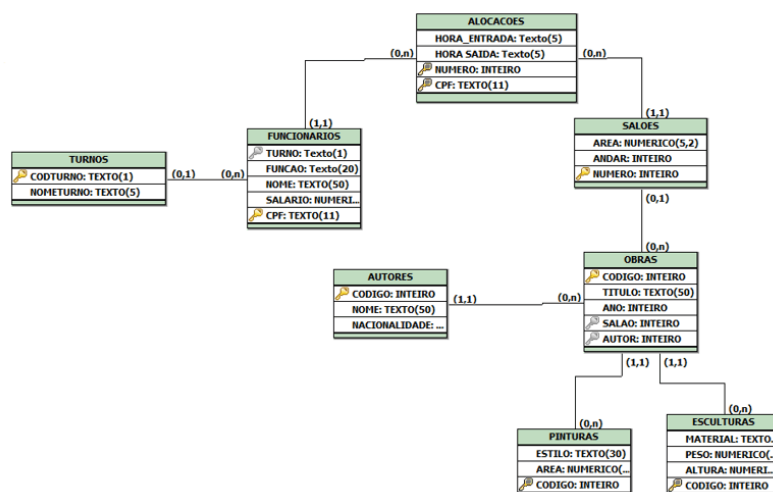 ALOCACOES
HORA_ENTRADA: Texto(5)
HORA SAIDA: Texto(5)
NUMERO: INTEIRO
CPF: TEXTO(11)
(0,n)
(0,n)
(1,1)
(1,1)
FUNCIONARIOS
TURNO: Texto(1)
FUNCAO: Texto(20)
NOME: TEXTO(50)
SALARIO: NUMERI...
CPF: TEXTO(11)
SALOES
AREA: NUMERICO(5,2)
ANDAR: INTEIRO
NUMERO: INTEIRO
TURNOS
CODTURNO: TEXTO(1)
NOMETURNO: TEXTO(5)
(0,1)
(0,n)
(0,1)
(0,n)
OBRAS
CODIGO: INTEIRO
TITULO: TEXTO(50)
ANO: INTEIRO
SALAO: INTEIRO
AUTOR: INTEIRO
AUTORES
CODIGO: INTEIRO
NOME: TEXTO(50)
NACIONALIDADE: ...
(1,1)
(0,n)
(1,1)
(1,1)
(0,n)
(0,n)
PINTURAS
ESTILO: TEXTO(30)
AREA: NUMERICO(...
CODIGO: INTEIRO
ESCULTURAS
MATERIAL: TEXTO...
PESO: NUMERICO(...
ALTURA: NUMERI...
CODIGO: INTEIRO